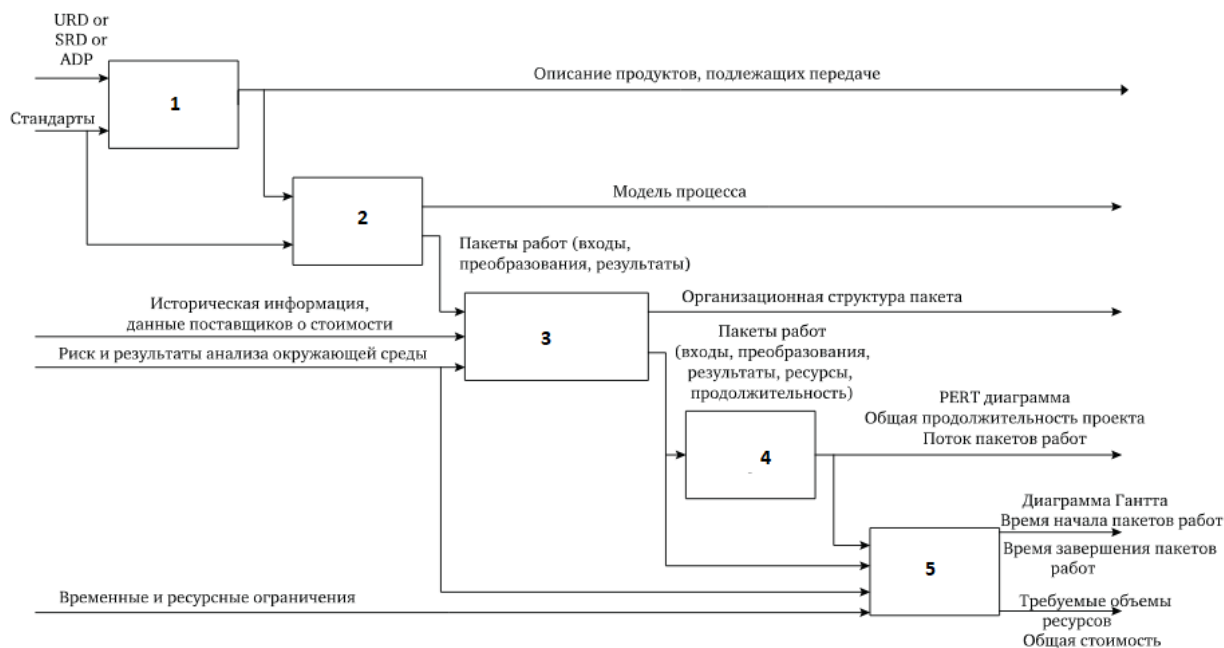 URD or
SRD or
ADP
1
Описание продуктов, подлежащих передаче
Стандарты
2
Модель процесса
Пакеты работ (входы,
преобразования, результаты)
Историческая информация,
данные поставщиков о стоимости
3
Организационная структура пакета
Риск и результаты анализа окружающей среды
Пакеты работ
(входы, преобразования,
результаты, ресурсы,
продолжительность)
4
PERT диаграмма
Общая продолжительность проекта
Поток пакетов работ
5
Диаграмма Гантта
Время начала пакетов работ
Время завершения пакетов
работ
Временные и ресурсные ограничения
Требуемые объемы
ресурсов
Общая стоимость